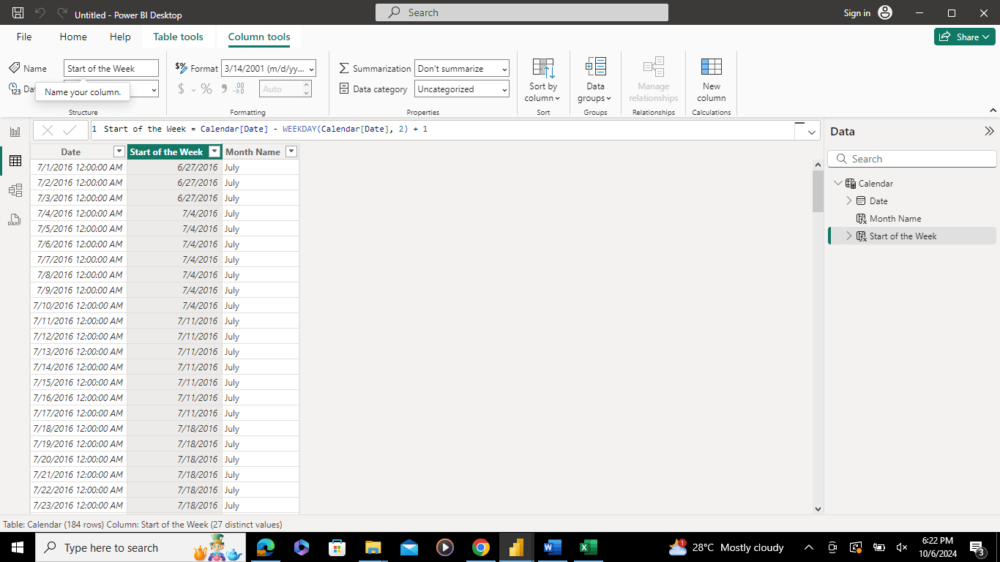 Untitled - Power BI Desktop
Search
Sign in
File Home Help Table tools Column tools
Share
Name Start of the Week
Format 3/14/2001 (m/d/yy...
Summarization Don't summarize
Sort by column
Data groups
Manage relationships
New column
Da
Name your column.
$ % 9 .00 Auto
Data category Uncategorized
Structure Formatting Properties Sort Groups Relationships Calculations
1 Start of the Week = Calendar[Date] - WEEKDAY(Calendar[Date], 2) + 1
Date Start of the Week Month Name
7/1/2016 12:00:00 AM 6/27/2016 July
7/2/2016 12:00:00 AM 6/27/2016 July
7/3/2016 12:00:00 AM 6/27/2016 July
7/4/2016 12:00:00 AM 7/4/2016 July
7/5/2016 12:00:00 AM 7/4/2016 July
7/6/2016 12:00:00 AM 7/4/2016 July
7/7/2016 12:00:00 AM 7/4/2016 July
7/8/2016 12:00:00 AM 7/4/2016 July
7/9/2016 12:00:00 AM 7/4/2016 July
7/10/2016 12:00:00 AM 7/4/2016 July
7/11/2016 12:00:00 AM 7/11/2016 July
7/12/2016 12:00:00 AM 7/11/2016 July
7/13/2016 12:00:00 AM 7/11/2016 July
7/14/2016 12:00:00 AM 7/11/2016 July
7/15/2016 12:00:00 AM 7/11/2016 July
7/16/2016 12:00:00 AM 7/11/2016 July
7/17/2016 12:00:00 AM 7/11/2016 July
7/18/2016 12:00:00 AM 7/18/2016 July
7/19/2016 12:00:00 AM 7/18/2016 July
7/20/2016 12:00:00 AM 7/18/2016 July
7/21/2016 12:00:00 AM 7/18/2016 July
7/22/2016 12:00:00 AM 7/18/2016 July
7/23/2016 12:00:00 AM 7/18/2016 July
Data
Search
Calendar
Date
Month Name
Start of the Week
Table: Calendar (184 rows) Column: Start of the Week (27 distinct values)
Type here to search
28°C Mostly cloudy
6:22 PM
10/6/2024